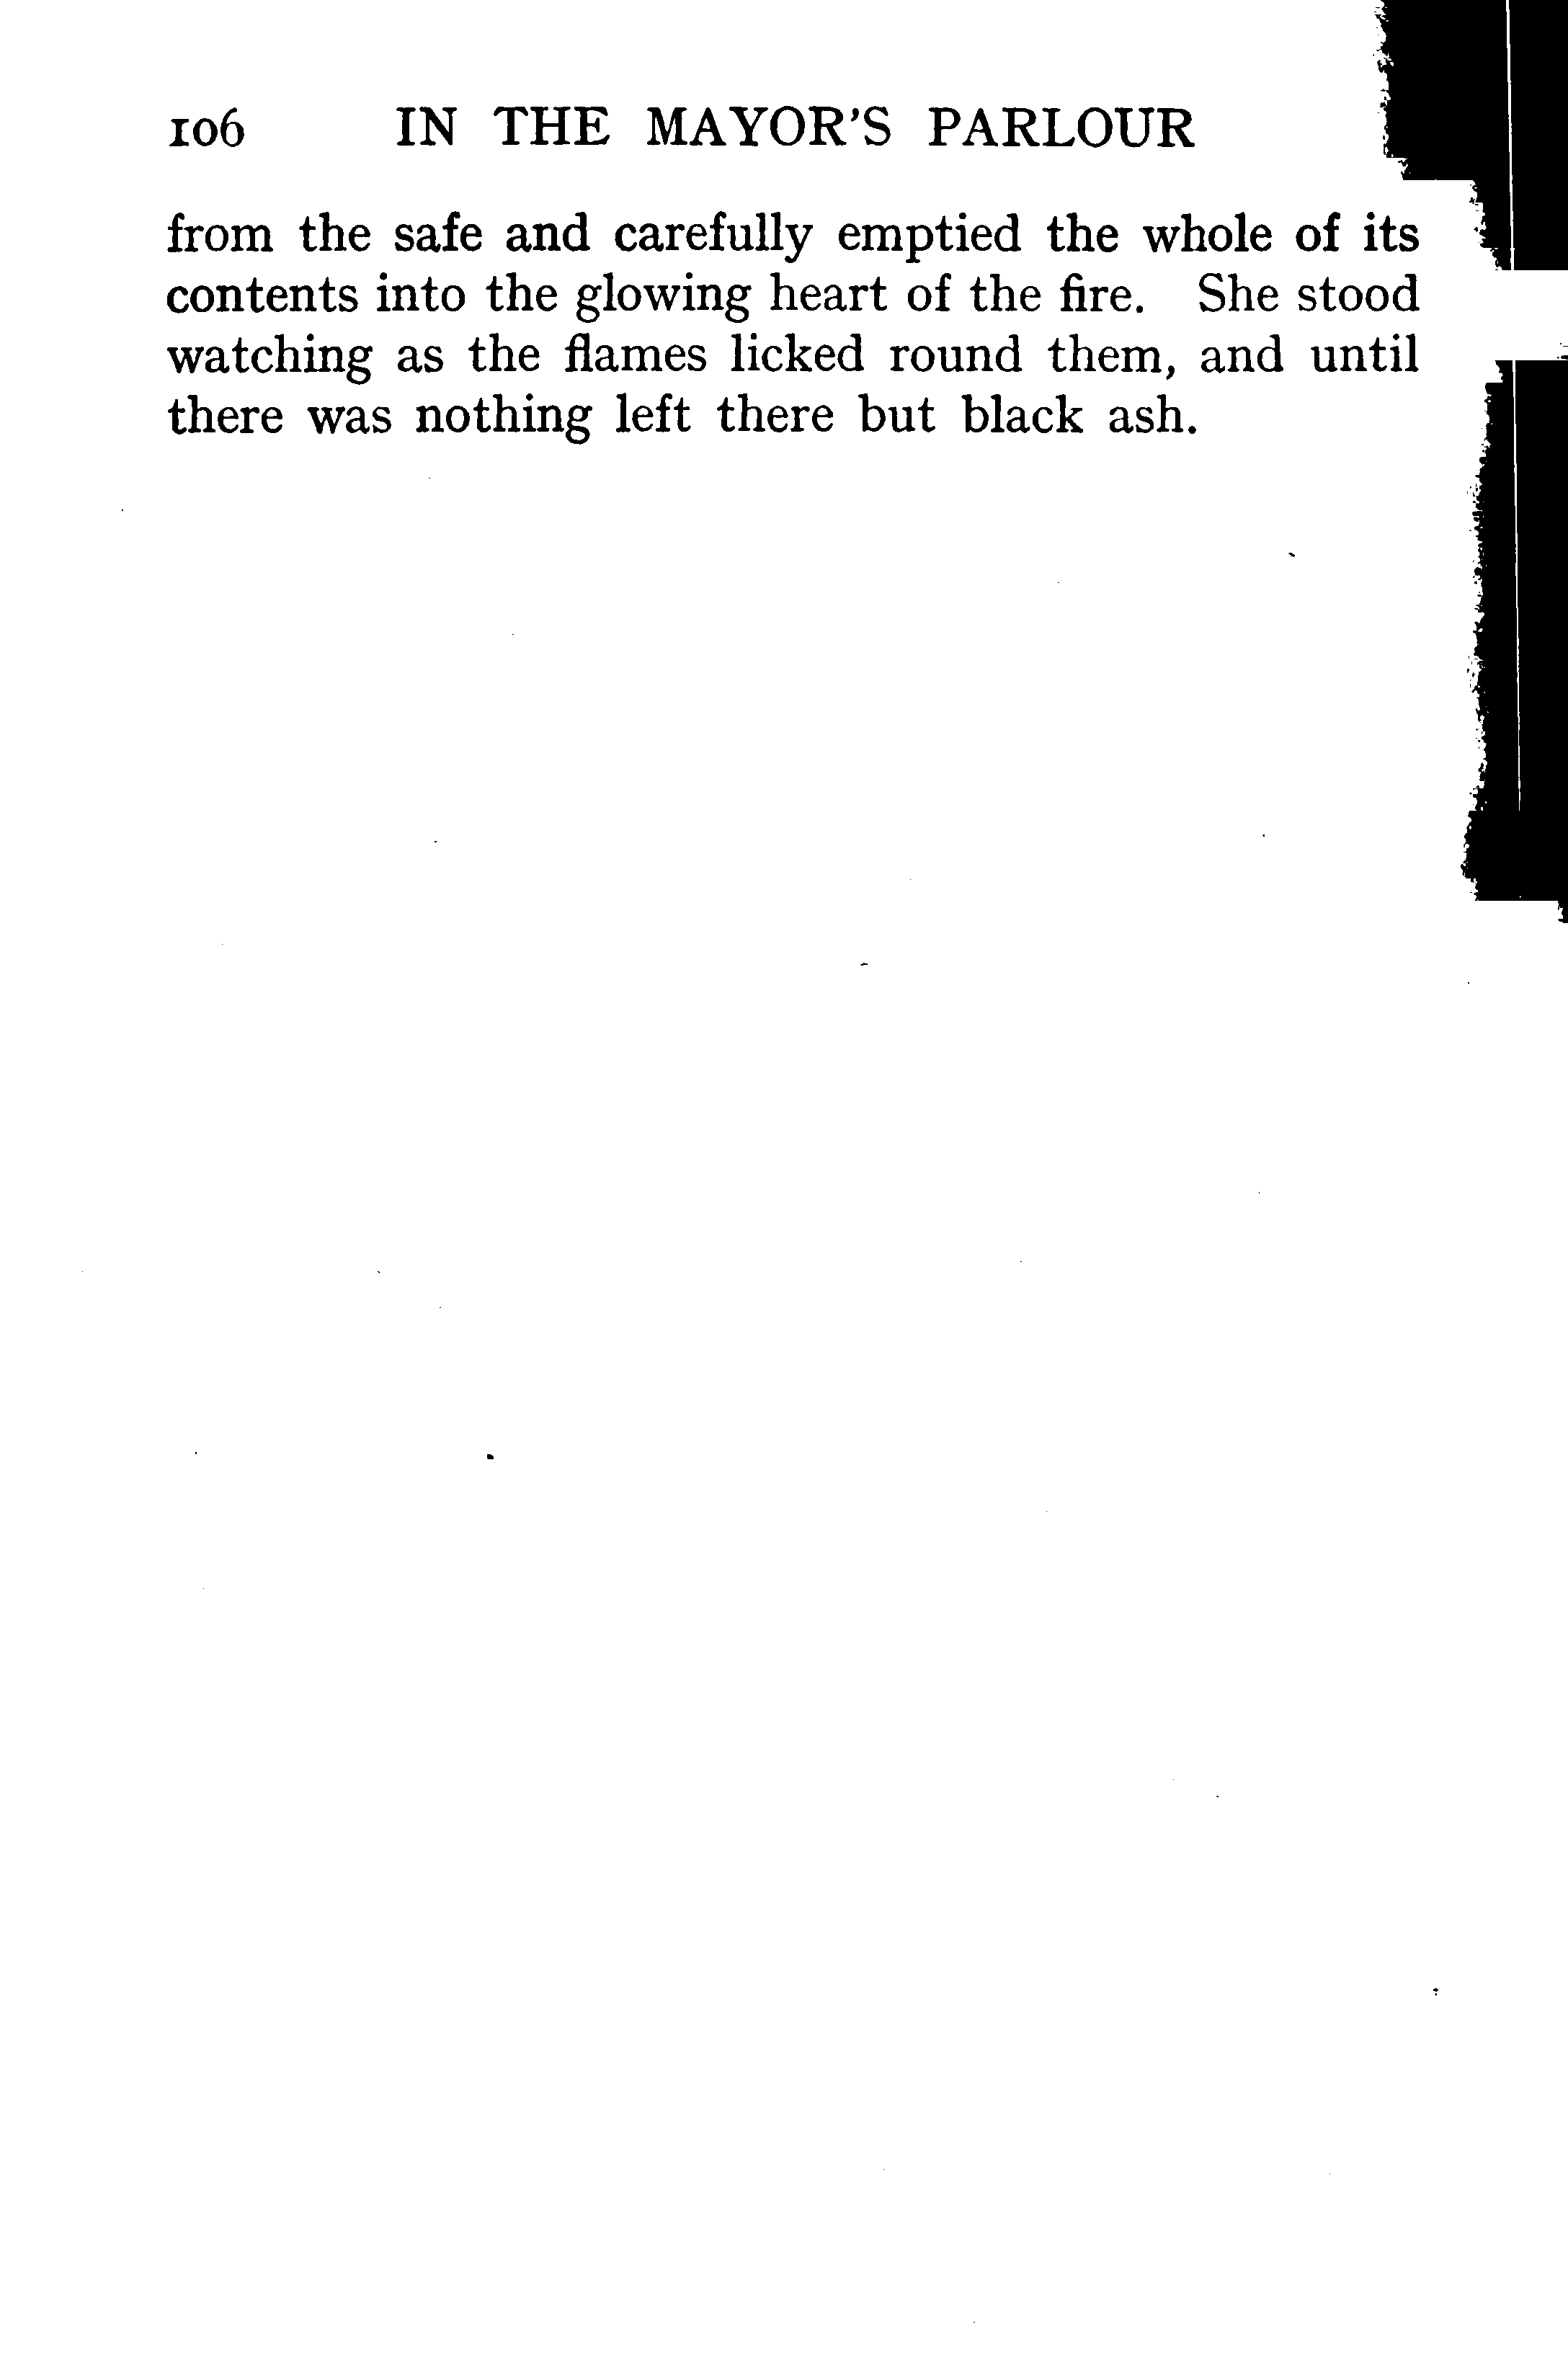 106 IN THE MAYOR'S PARLOUR
from the safe and carefully emptied the whole of its
contents into the glowing heart of the fire. She stood
watching as the flames licked round them, and until
there was nothing left there but black ash.